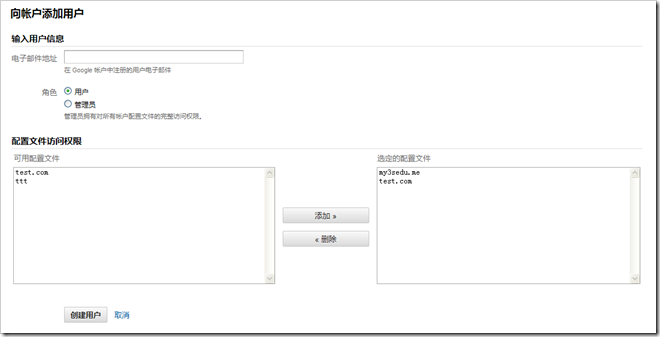 向帐户添加用户
输入用户信息
电子邮件地址
在 Google 帐户中注册的用户电子邮件
角色 用户
管理员
管理员拥有对所有帐户配置文件的完整访问权限。
配置文件访问权限
可用配置文件 选定的配置文件
test.com my3sedu.me
ttt test.com
添加 »
« 删除
创建用户 取消